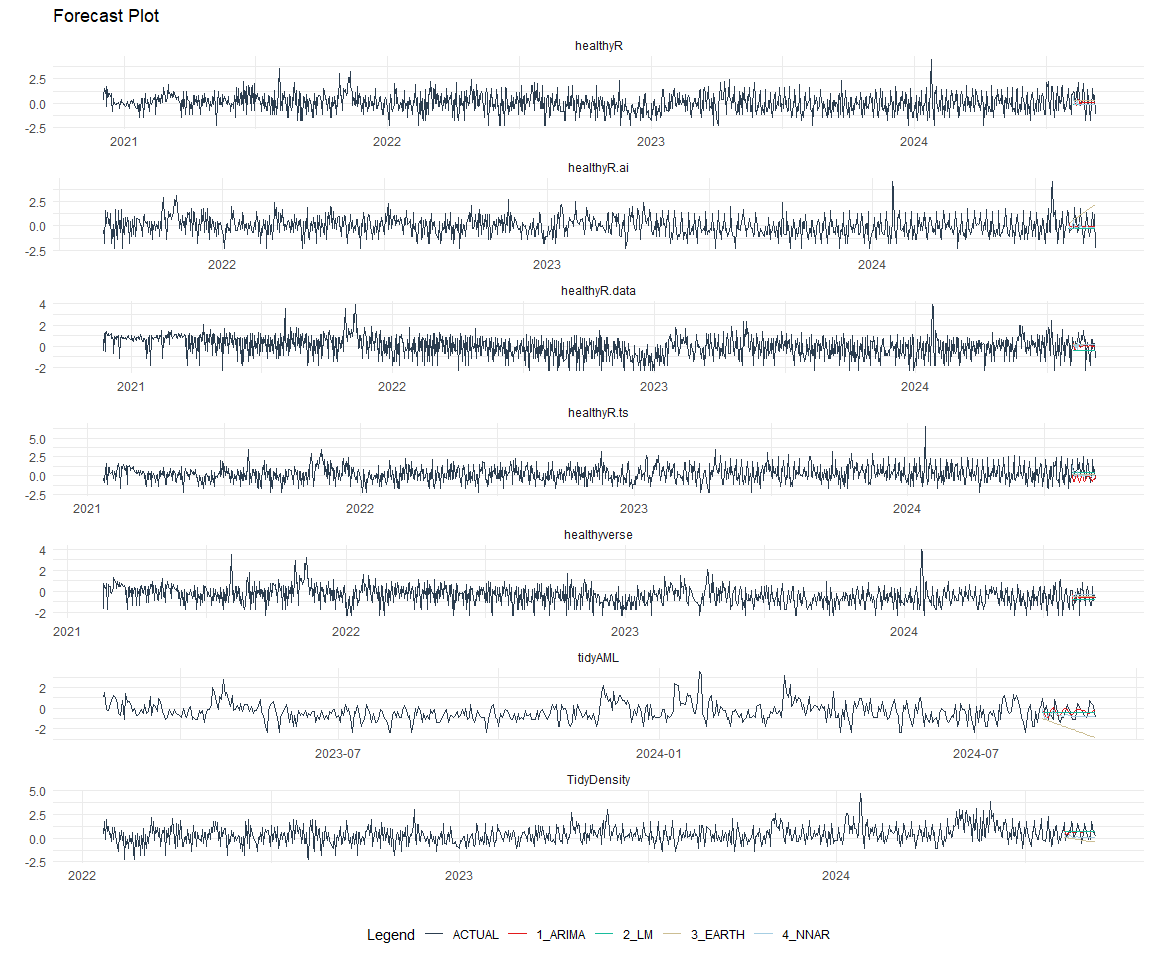 Forecast Plot
healthyR
2.5
0.0
-2.5
2021 2022 2023 2024
healthyR.ai
2.5
0.0
-2.5
2022 2023 2024
healthyR.data
4
2
0
-2
2021 2022 2023 2024
healthyR.ts
5.0
2.5
0.0
-2.5
2021 2022 2023 2024
healthyverse
4
2
0
-2
2021 2022 2023 2024
tidyAML
2
0
-2
2023-07 2024-01 2024-07
TidyDensity
5.0
2.5
0.0
-2.5
2022 2023 2024
Legend ACTUAL 1_ARIMA 2_LM 3_EARTH 4_NNAR